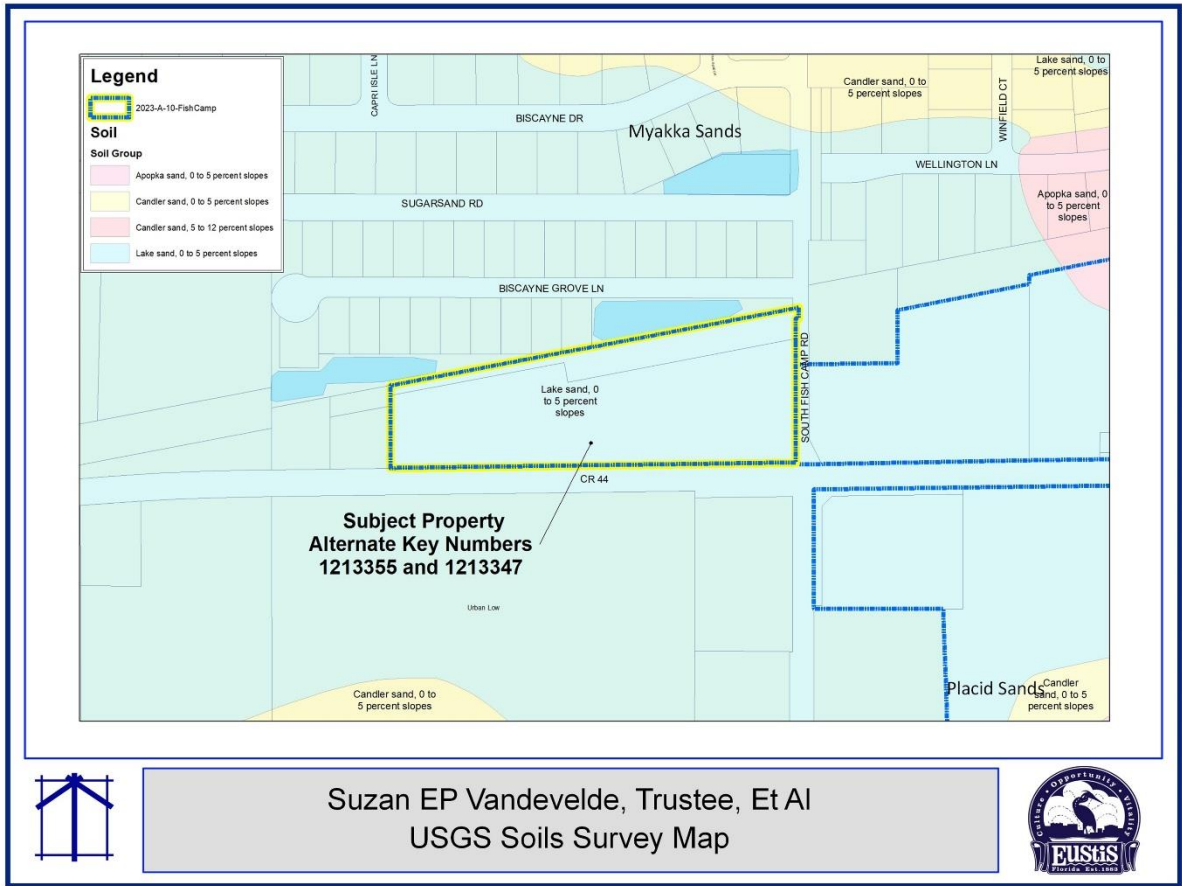 Legend
2023-A-10-FishCamp
Soil
Soil Group
Apopka sand, 0 to 5 percent slopes
Candler sand, 0 to 5 percent slopes
Candler sand, 5 to 12 percent slopes
Lake sand, 0 to 5 percent slopes
CAPRI ISLE LN
BISCAYNE DR
Myakka Sands
Candler sand, 0 to
5 percent slopes
WINFIELD CT
Lake sand, 0 to
5 percent slopes
WELLINGTON LN
Apopka sand, 0
to 5 percent
slopes
SUGARSAND RD
BISCAYNE GROVE LN
SOUTH FISH CAMP RD
Lake sand, 0
to 5 percent
slopes
CR 44
Subject Property
Alternate Key Numbers
1213355 and 1213347
Urban Low
Candler sand, 0 to
5 percent slopes
Placid Sands
Candler
sand, 0 to 5
percent slopes
Suzan EP Vandevelde, Trustee, Et Al
USGS Soils Survey Map
Culture • Opportunity • Vitality
EUSTIS
Florida Est. 1883